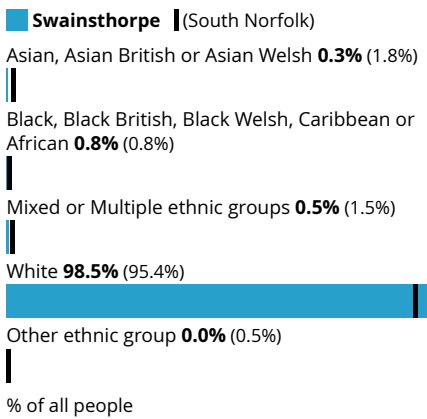 Swainsthorpe (South Norfolk)
Asian, Asian British or Asian Welsh 0.3% (1.8%)
Black, Black British, Black Welsh, Caribbean or
African 0.8% (0.8%)
Mixed or Multiple ethnic groups 0.5% (1.5%)
White 98.5% (95.4%)
Other ethnic group 0.0% (0.5%)
% of all people